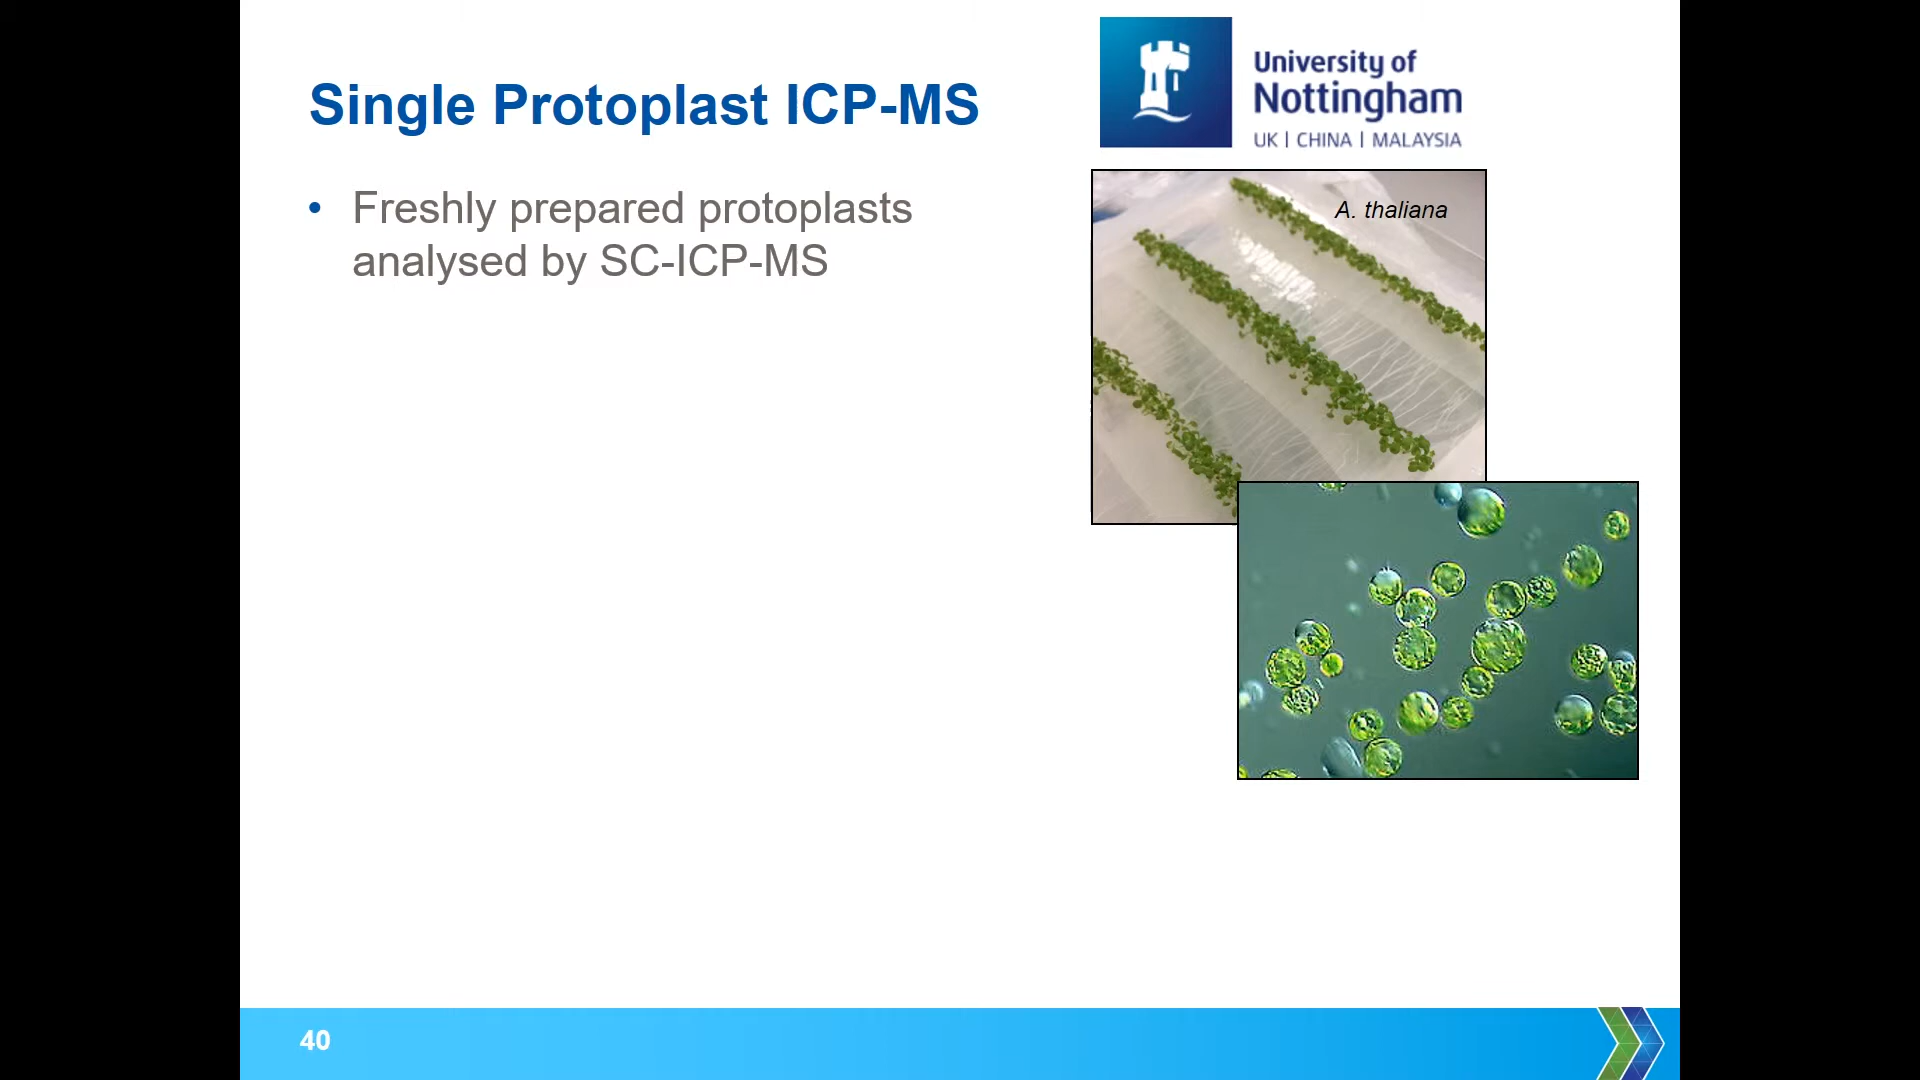 Single Protoplast ICP-MS
University of
Nottingham
UK | CHINA | MALAYSIA
• Freshly prepared protoplasts
analysed by SC-ICP-MS
A. thaliana
40